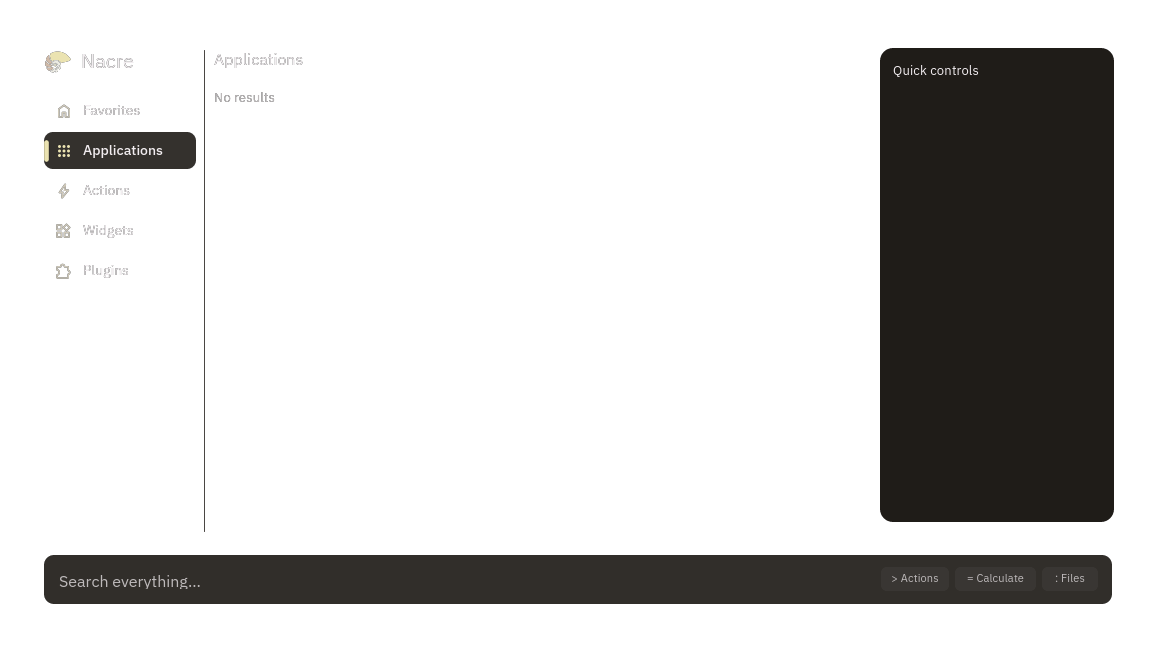 Nacre
Favorites
Applications
Actions
Widgets
Plugins
Applications
No results
Quick controls
Search everything...
> Actions
= Calculate
: Files